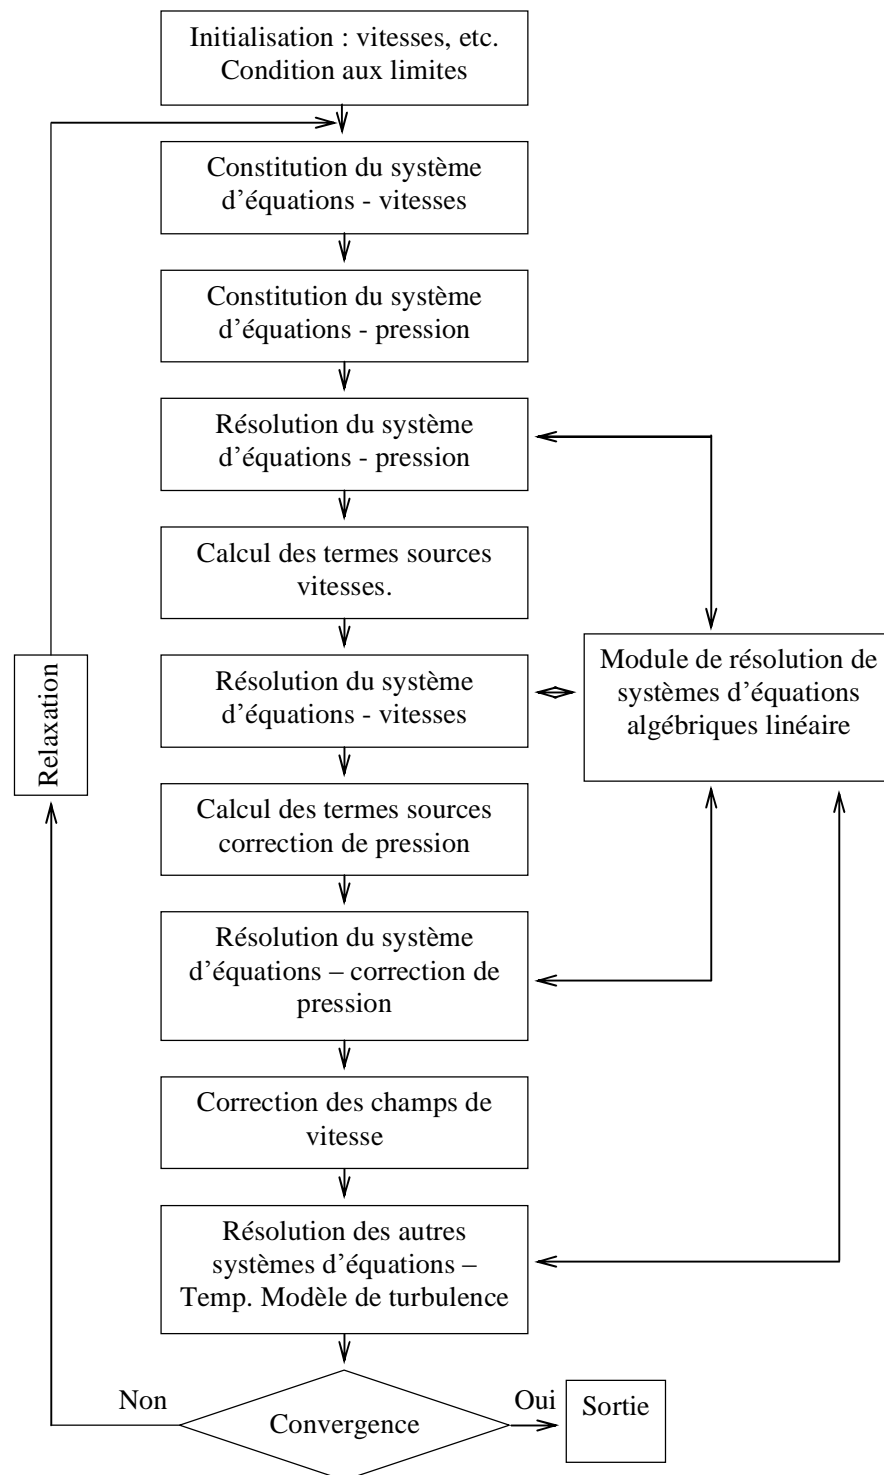 Initialisation : vitesses, etc.
Condition aux limites
Constitution du système
d’équations - vitesses
Constitution du système
d’équations - pression
Résolution du système
d’équations - pression
Calcul des termes sources
vitesses.
Relaxation
Résolution du système
d’équations - vitesses
Module de résolution de
systèmes d’équations
algébriques linéaire
Calcul des termes sources
correction de pression
Résolution du système
d’équations – correction de
pression
Correction des champs de
vitesse
Résolution des autres
systèmes d’équations –
Temp. Modèle de turbulence
Non
Convergence
Oui
Sortie